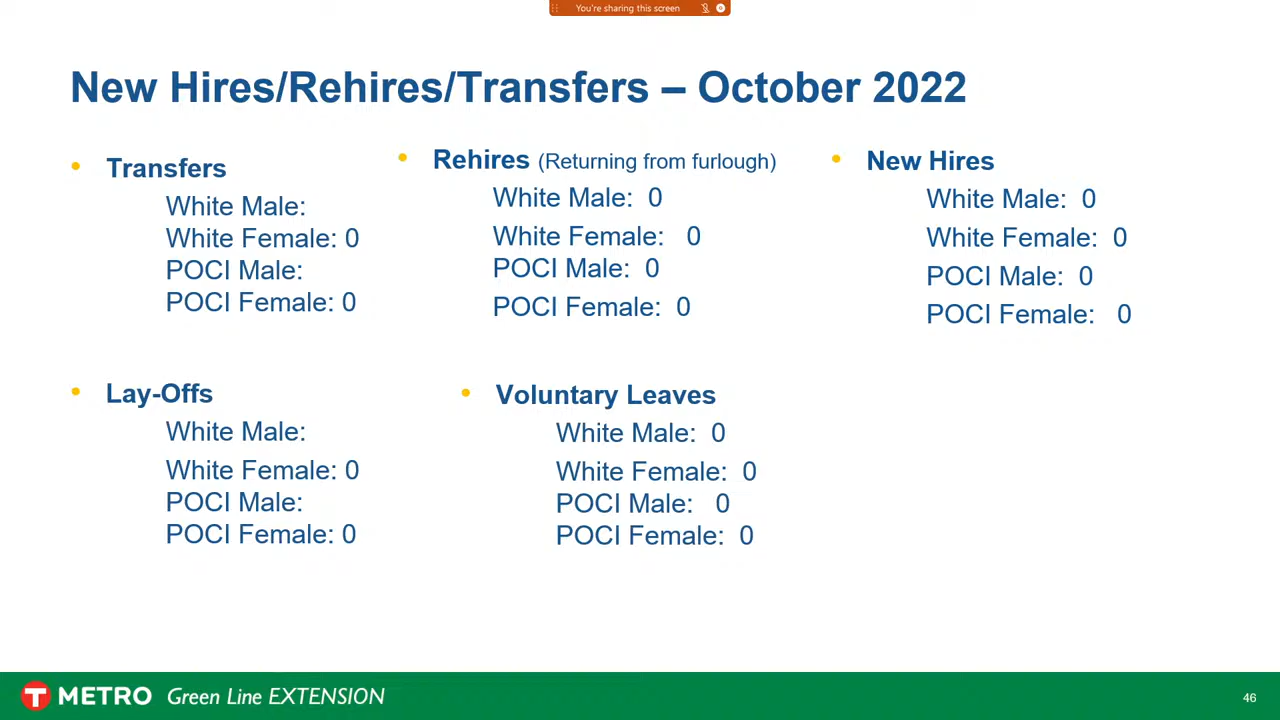 You're sharing this screen
New Hires/Rehires/Transfers – October 2022
• Transfers
White Male:
White Female: 0
POCI Male:
POCI Female: 0
• Rehires (Returning from furlough)
White Male: 0
White Female: 0
POCI Male: 0
POCI Female: 0
• New Hires
White Male: 0
White Female: 0
POCI Male: 0
POCI Female: 0
• Lay-Offs
White Male:
White Female: 0
POCI Male:
POCI Female: 0
• Voluntary Leaves
White Male: 0
White Female: 0
POCI Male: 0
POCI Female: 0
T METRO Green Line EXTENSION
46